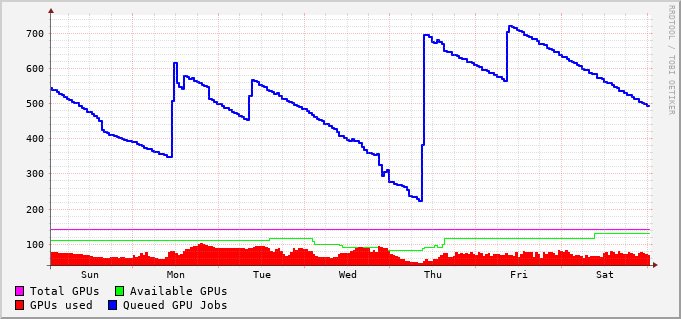 700
600
500
400
300
200
100
Sun Mon Tue Wed Thu Fri Sat
Total GPUs Available GPUs
GPUs used Queued GPU Jobs
RRDTOOL / TOBI OETIKER